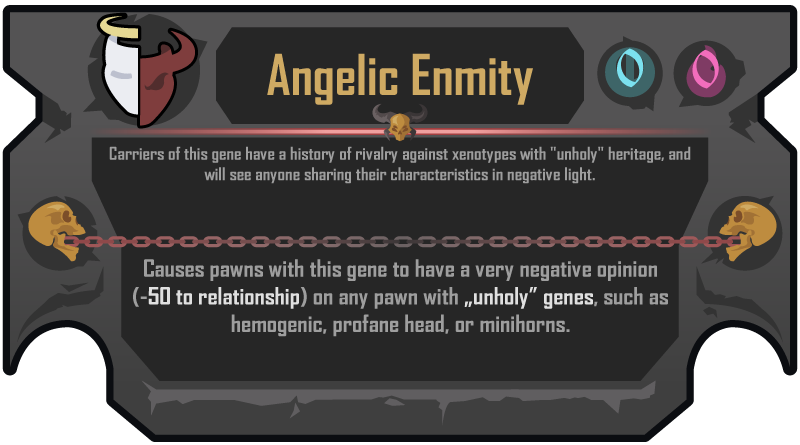 Angelic Enmity
Carriers of this gene have a history of rivalry against xenotypes with "unholy" heritage, and
will see anyone sharing their characteristics in negative light.
Causes pawns with this gene to have a very negative opinion
(-50 to relationship) on any pawn with „unholy” genes, such as
hemogenic, profane head, or minihorns.